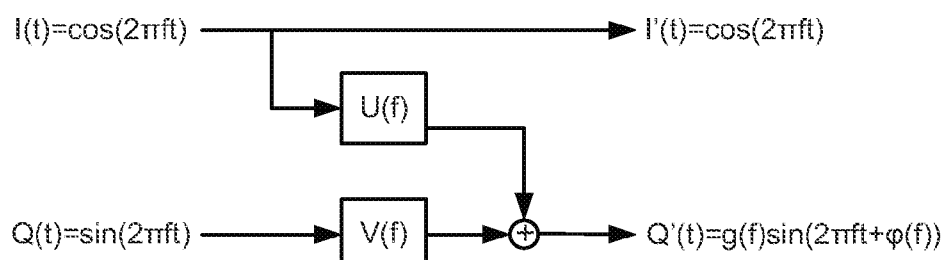 I(t)=cos(2πft)
I'(t)=cos(2πft)
U(f)
Q(t)=sin(2πft)
V(f)
+
Q'(t)=g(f)sin(2πft+φ(f))